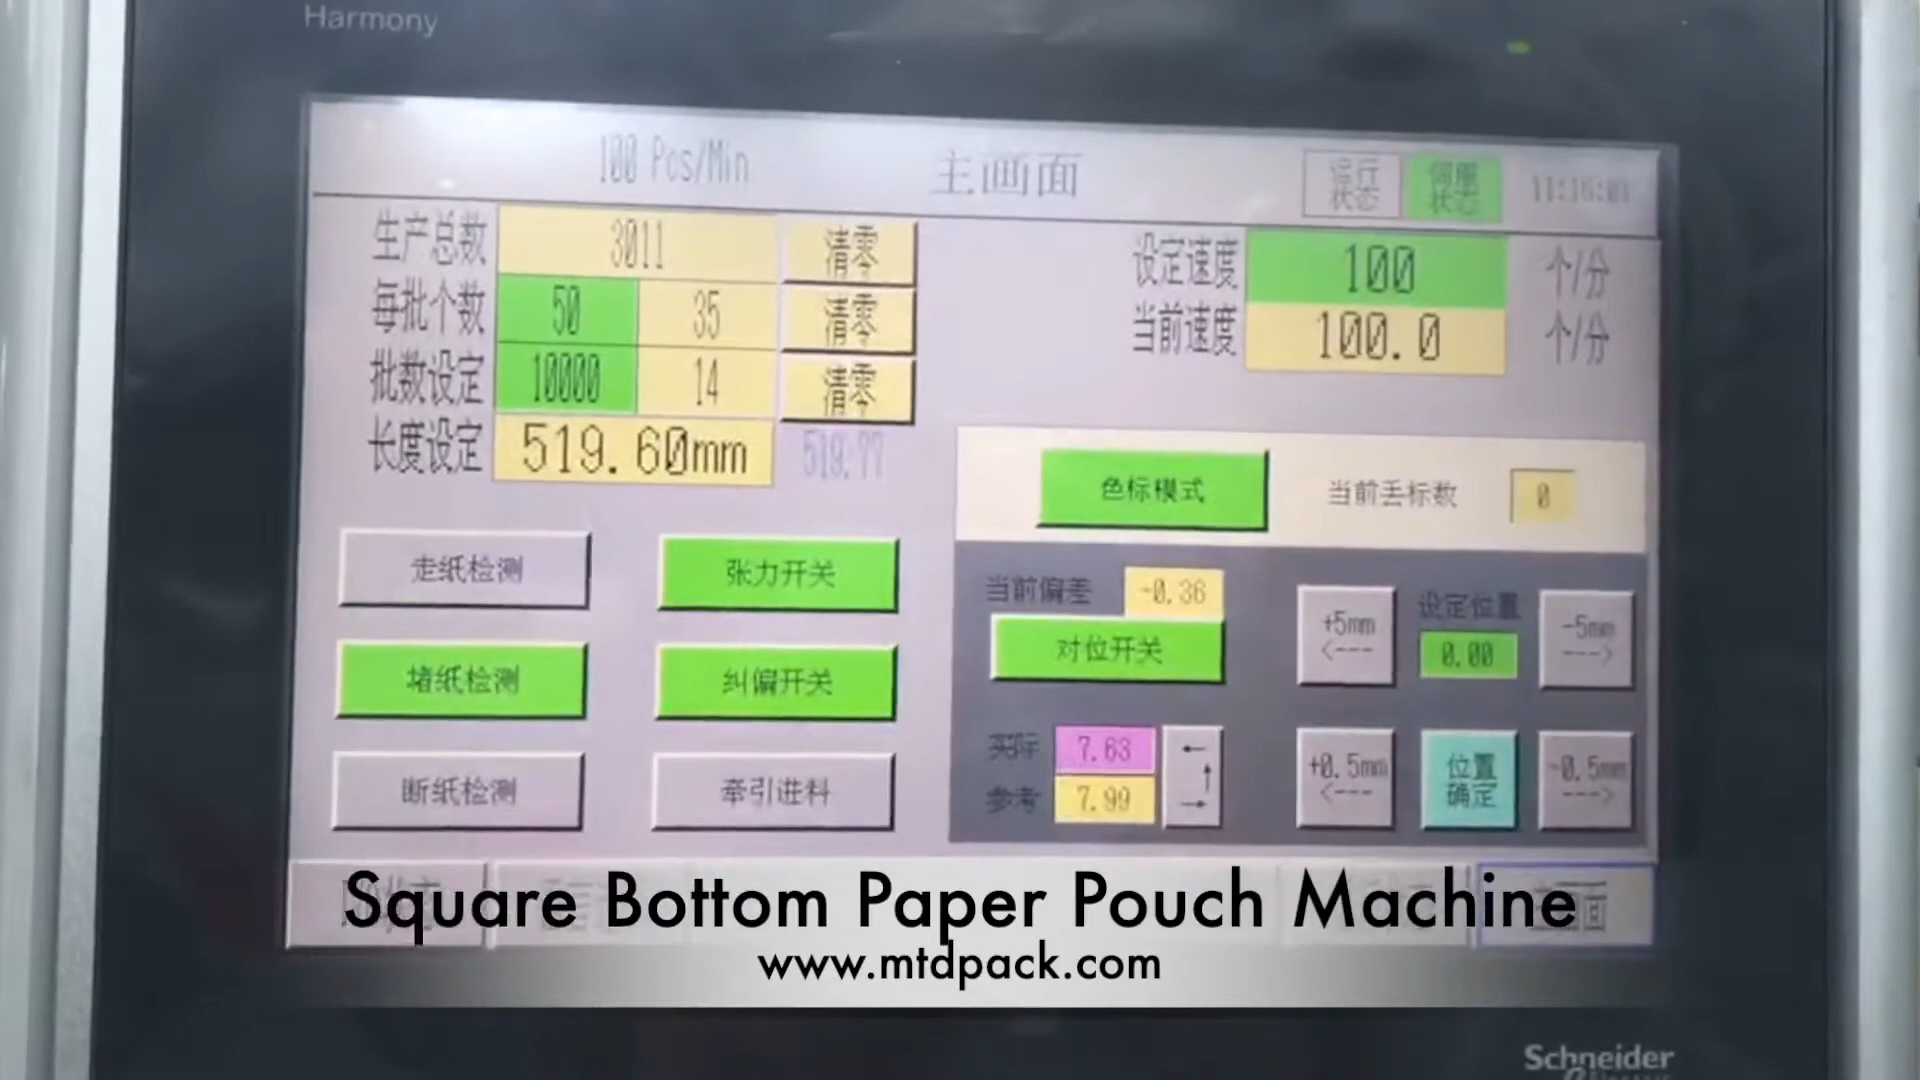 Harmony
100 Pcs/Min
主画面
运行状态
伺服状态
生产总数 3011 清零
每批个数 50 35 清零
批数设定 10000 14 清零
长度设定 519.60mm 519.77
设定速度 100 个/分
当前速度 100.0 个/分
色标模式 当前丢标数 0
走纸检测 张力开关
堵纸检测 纠偏开关
断纸检测 牵引进料
当前偏差 -0.36
对位开关
+5mm <--- 设定位置 0.00 -5mm --->
实际 7.63
参考 7.99
+0.5mm <--- 位置确定 -0.5mm --->
Square Bottom Paper Pouch Machine
www.mtdpack.com
Schneider